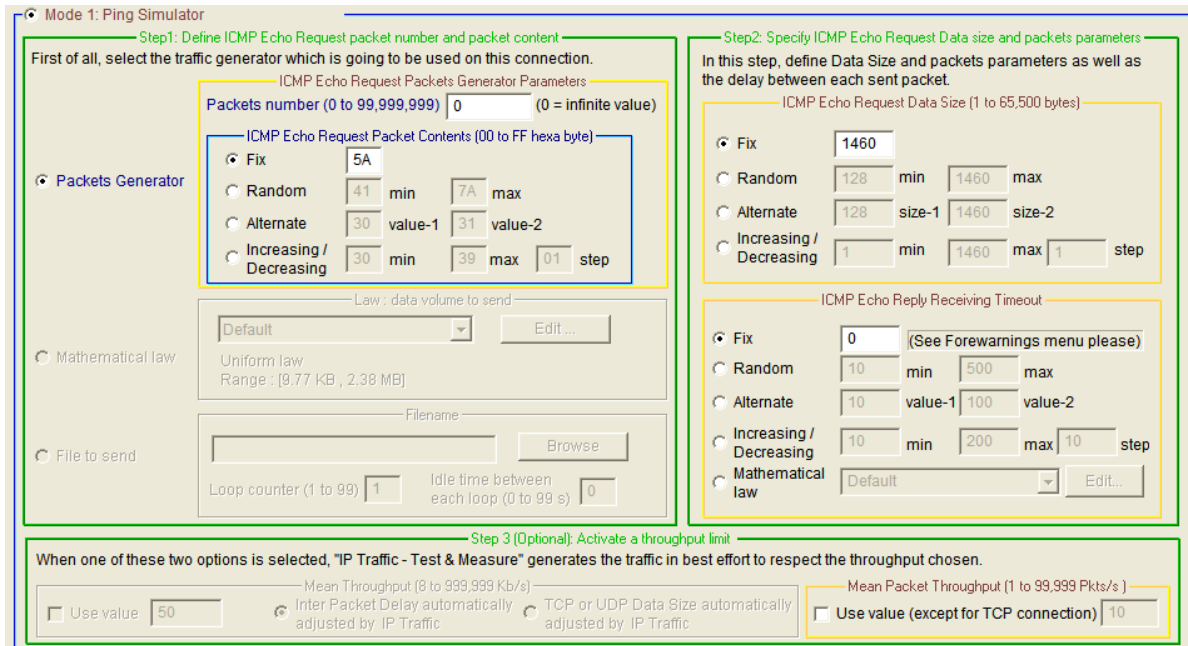 Mode 1: Ping Simulator
Step1: Define ICMP Echo Request packet number and packet content
First of all, select the traffic generator which is going to be used on this connection.
ICMP Echo Request Packets Generator Parameters
Packets number (0 to 99,999,999) 0 (0 = infinite value)
ICMP Echo Request Packet Contents (00 to FF hexa byte)
Fix 5A
Packets Generator
Random 41 min 7A max
Alternate 30 value-1 31 value-2
Increasing / Decreasing 30 min 39 max 01 step
Law : data volume to send
Default Edit ...
Mathematical law
Uniform law
Range : [9.77 KB , 2.38 MB]
Filename
Browse
File to send
Loop counter (1 to 99) 1 Idle time between each loop (0 to 99 s) 0
Step2: Specify ICMP Echo Request Data size and packets parameters
In this step, define Data Size and packets parameters as well as
the delay between each sent packet.
ICMP Echo Request Data Size (1 to 65,500 bytes)
Fix 1460
Random 128 min 1460 max
Alternate 128 size-1 1460 size-2
Increasing / Decreasing 1 min 1460 max 1 step
ICMP Echo Reply Receiving Timeout
Fix 0 (See Forewarnings menu please)
Random 10 min 500 max
Alternate 10 value-1 100 value-2
Increasing / Decreasing 10 min 200 max 10 step
Mathematical law Default Edit...
Step 3 (Optional): Activate a throughput limit
When one of these two options is selected, "IP Traffic - Test & Measure" generates the traffic in best effort to respect the throughput chosen.
Mean Throughput (8 to 999,999 Kb/s)
Use value 50 Inter Packet Delay automatically adjusted by IP Traffic TCP or UDP Data Size automatically adjusted by IP Traffic
Mean Packet Throughput (1 to 99,999 Pkts/s )
Use value (except for TCP connection) 10